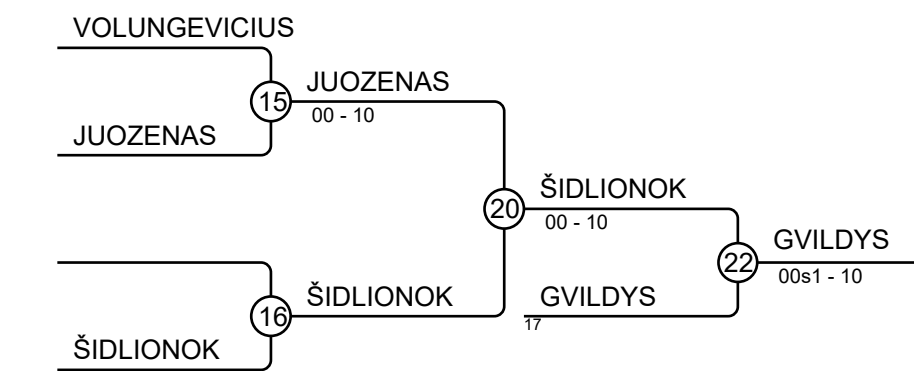 VOLUNGEVICIUS
15
JUOZENAS
00 - 10
JUOZENAS
20
ŠIDLIONOK
00 - 10
22
GVILDYS
00s1 - 10
16
ŠIDLIONOK
GVILDYS
17
ŠIDLIONOK